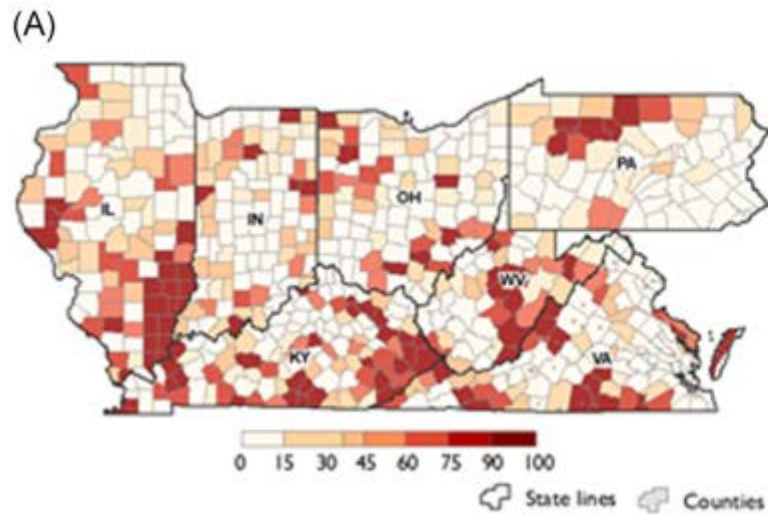 (A)
PA
IL
OH
IN
WV
KY
VA
0 15 30 45 60 75 90 100
State lines Counties